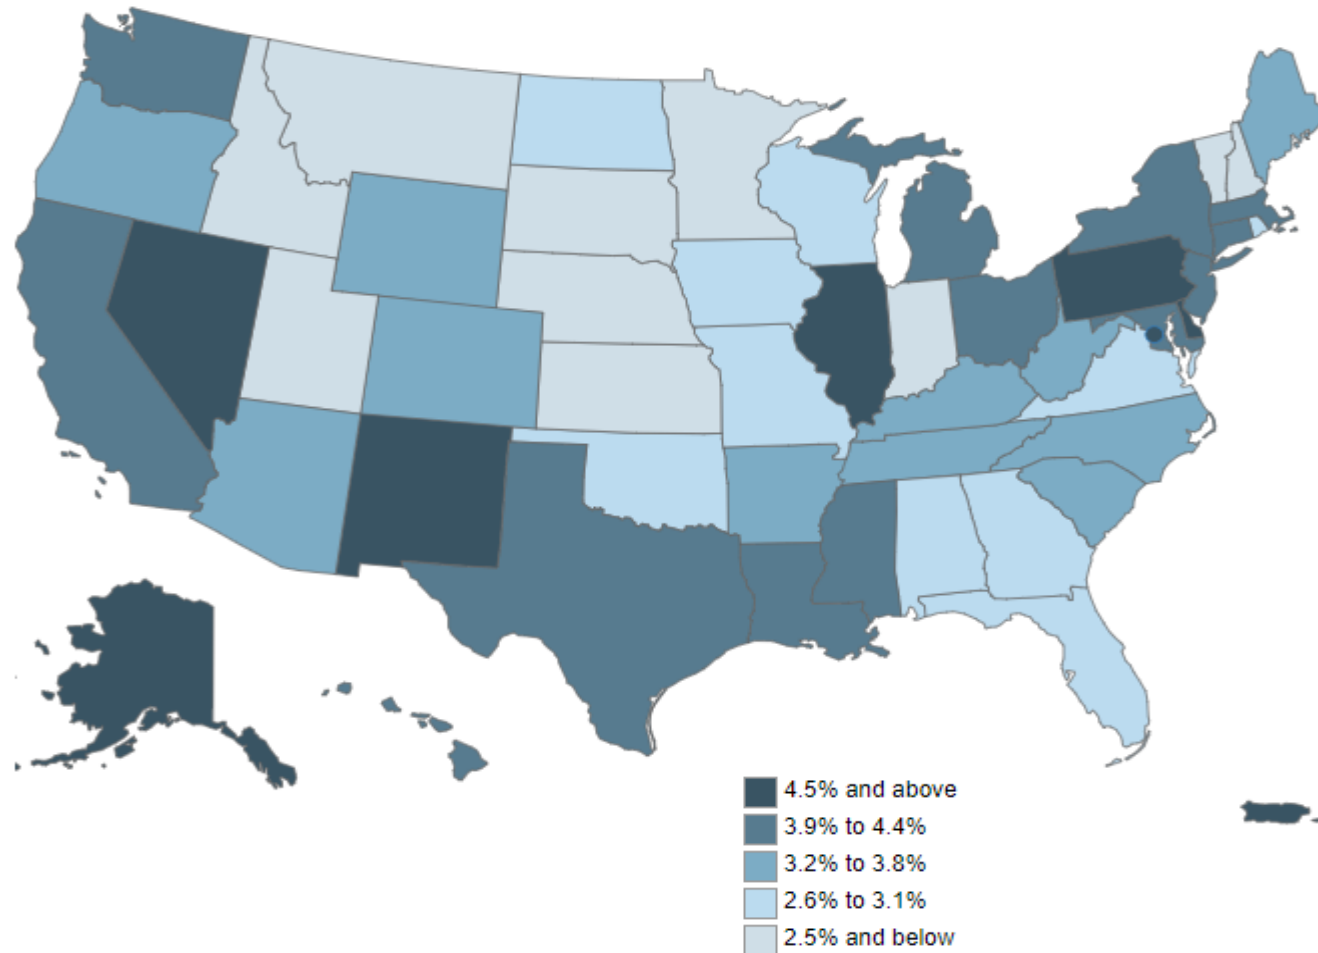 4.5% and above
3.9% to 4.4%
3.2% to 3.8%
2.6% to 3.1%
2.5% and below